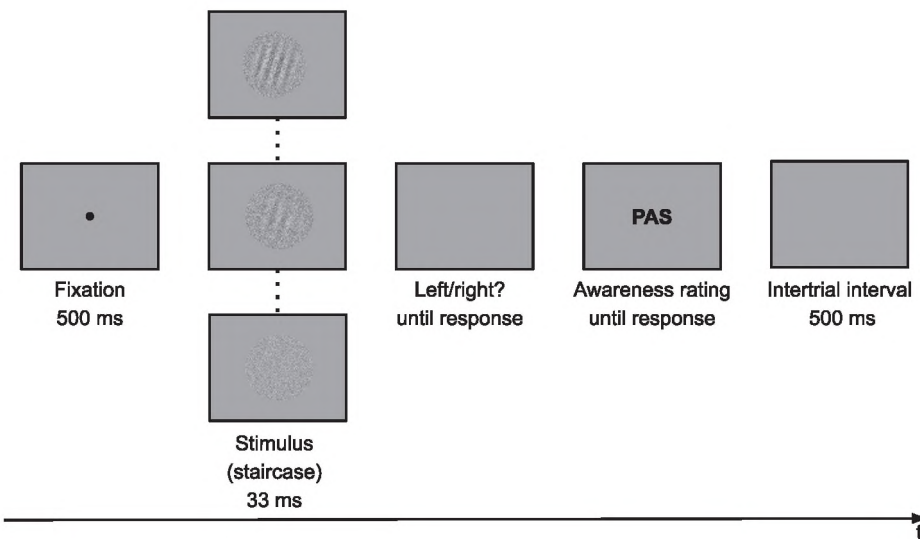 PAS
Fixation
500 ms
Left/right?
until response
Awareness rating
until response
Intertrial interval
500 ms
Stimulus
(staircase)
33 ms
t